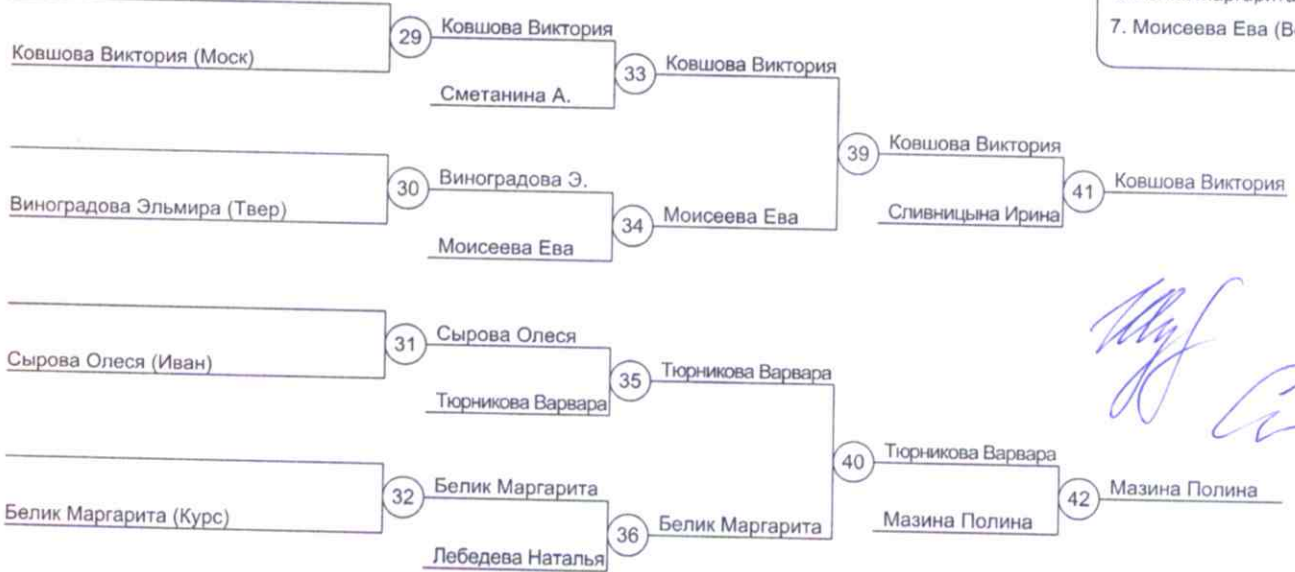 7. Моисеева Ева
Ковшова Виктория (Моск)
29
Ковшова Виктория
Сметанина А.
33
Ковшова Виктория
Виноградова Эльмира (Твер)
30
Виноградова Э.
Моисеева Ева
34
Моисеева Ева
39
Ковшова Виктория
Сливницына Ирина
41
Ковшова Виктория
Сырова Олеся (Иван)
31
Сырова Олеся
Тюрникова Варвара
35
Тюрникова Варвара
Белик Маргарита (Курс)
32
Белик Маргарита
Лебедева Наталья
36
Белик Маргарита
40
Тюрникова Варвара
Мазина Полина
42
Мазина Полина